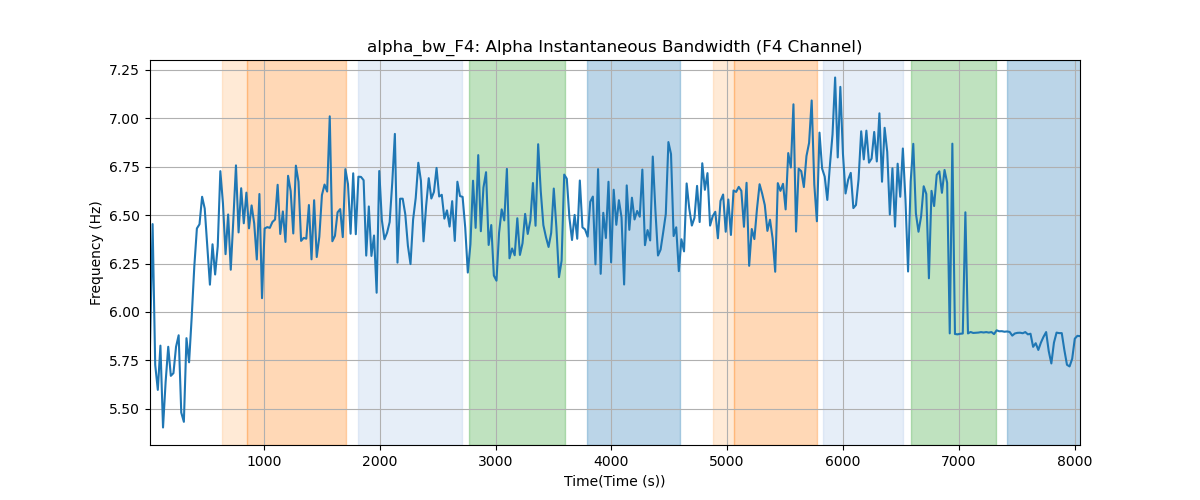 alpha_bw_F4: Alpha Instantaneous Bandwidth (F4 Channel)
7.25
7.00
6.75
6.50
6.25
6.00
5.75
5.50
Frequency (Hz)
1000 2000 3000 4000 5000 6000 7000 8000
Time(Time (s))